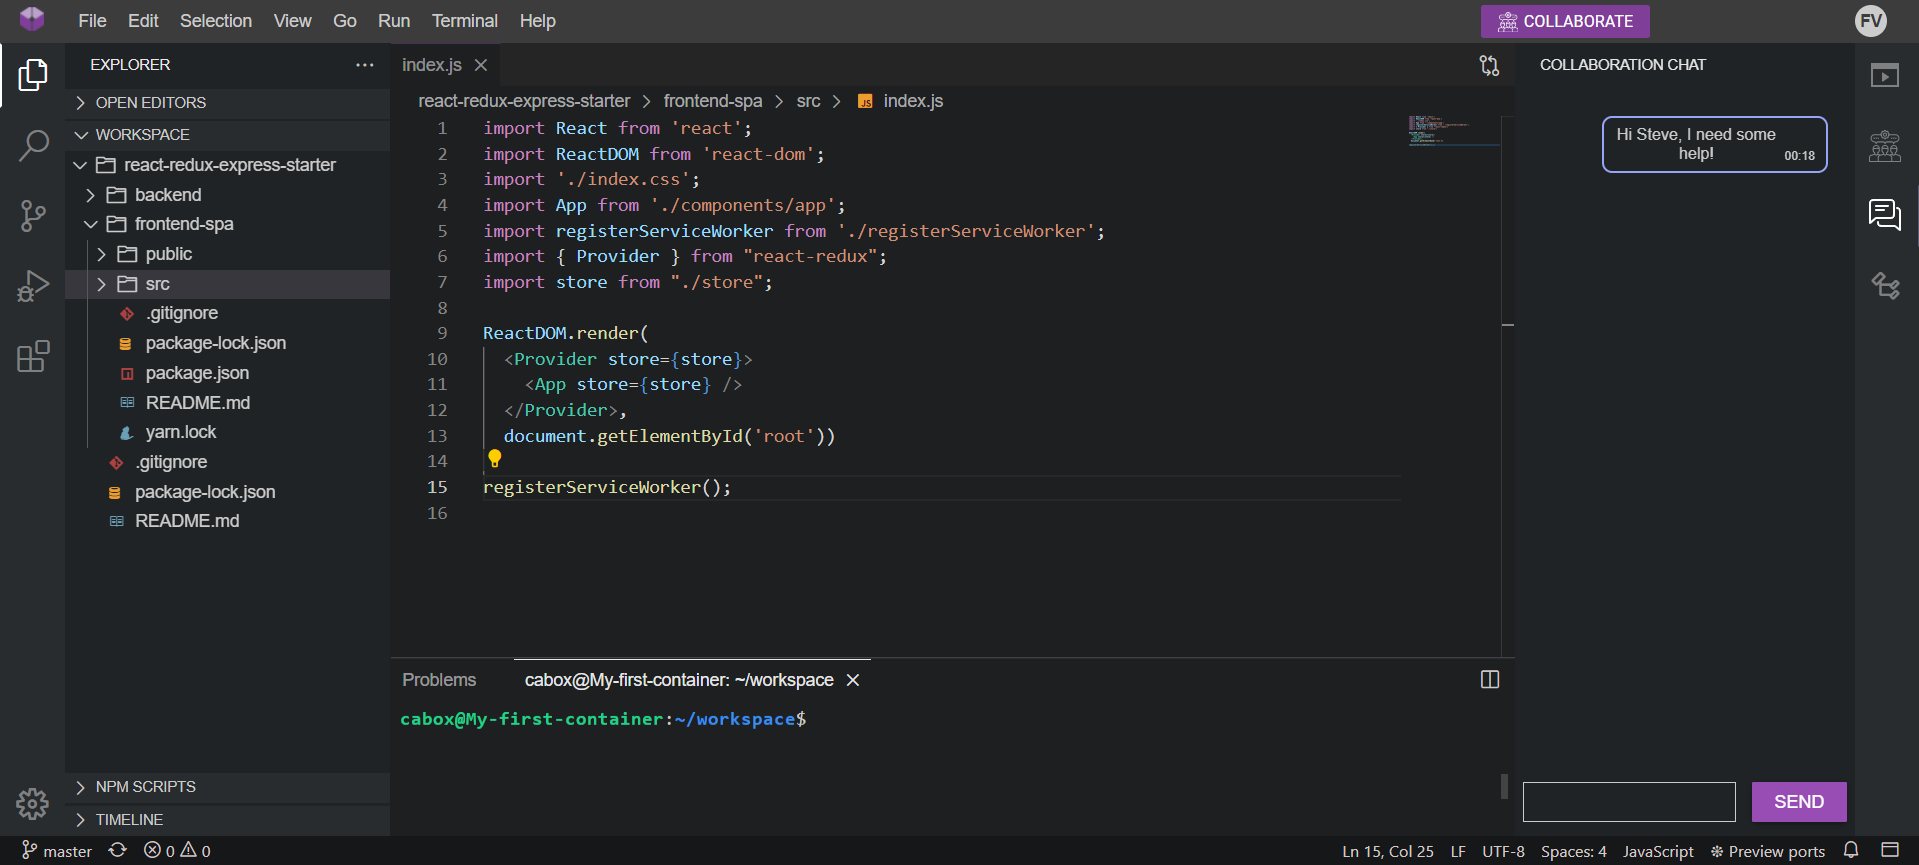 File Edit Selection View Go Run Terminal Help
COLLABORATE
FV
EXPLORER
OPEN EDITORS
WORKSPACE
react-redux-express-starter
backend
frontend-spa
public
src
.gitignore
package-lock.json
package.json
README.md
yarn.lock
.gitignore
package-lock.json
README.md
NPM SCRIPTS
TIMELINE
index.js
react-redux-express-starter > frontend-spa > src > JS index.js
1 import React from 'react';
2 import ReactDOM from 'react-dom';
3 import './index.css';
4 import App from './components/app';
5 import registerServiceWorker from './registerServiceWorker';
6 import { Provider } from "react-redux";
7 import store from "./store";
8
9 ReactDOM.render(
10 <Provider store={store}>
11 <App store={store} />
12 </Provider>,
13 document.getElementById('root'))
14
15 registerServiceWorker();
16
Problems
cabox@My-first-container: ~/workspace
cabox@My-first-container:~/workspace$
COLLABORATION CHAT
Hi Steve, I need some
help! 00:18
SEND
master 0 0
Ln 15, Col 25 LF UTF-8 Spaces: 4 JavaScript Preview ports